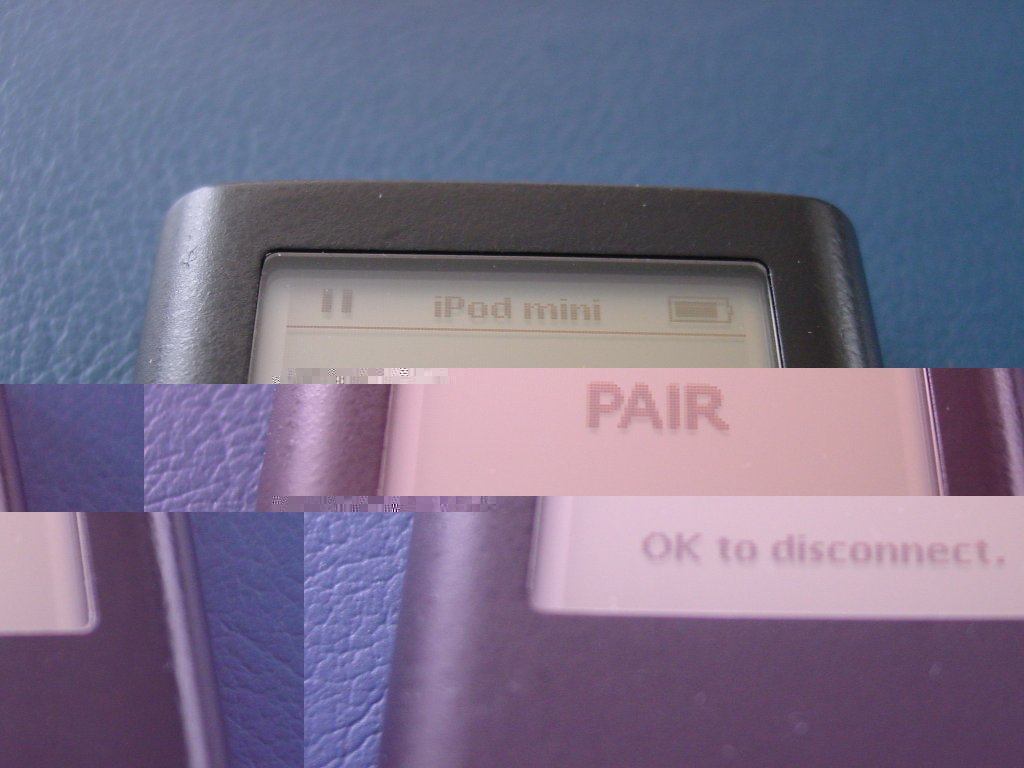 iPod mini
PAIR
OK to disconnect.